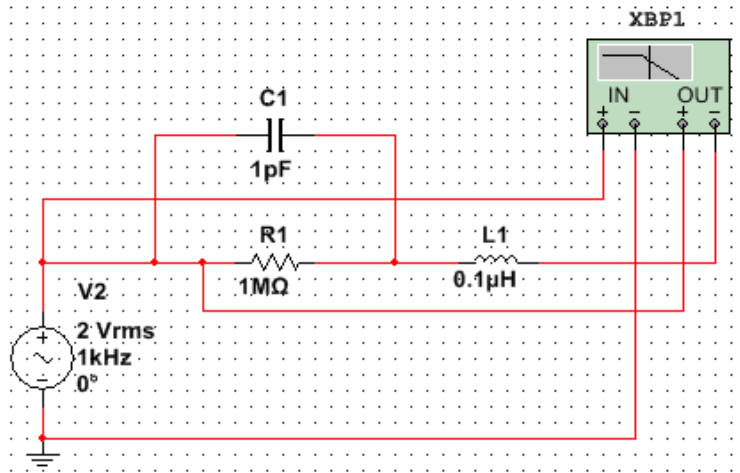 XBP1
IN OUT
+ − + −
C1
1pF
R1
1MΩ
L1
0.1µH
V2
+
2 Vrms
1kHz
−
0°